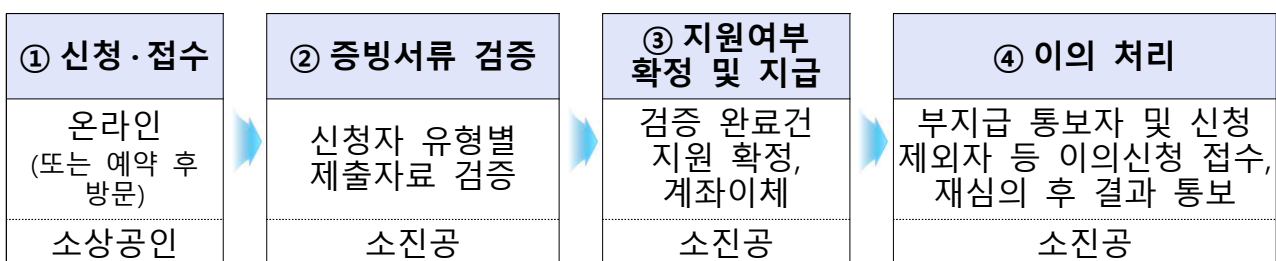 ① 신청·접수
온라인
(또는 예약 후
방문)
소상공인
② 증빙서류 검증
신청자 유형별
제출자료 검증
소진공
③ 지원여부
확정 및 지급
검증 완료건
지원 확정,
계좌이체
소진공
④ 이의 처리
부지급 통보자 및 신청
제외자 등 이의신청 접수,
재심의 후 결과 통보
소진공